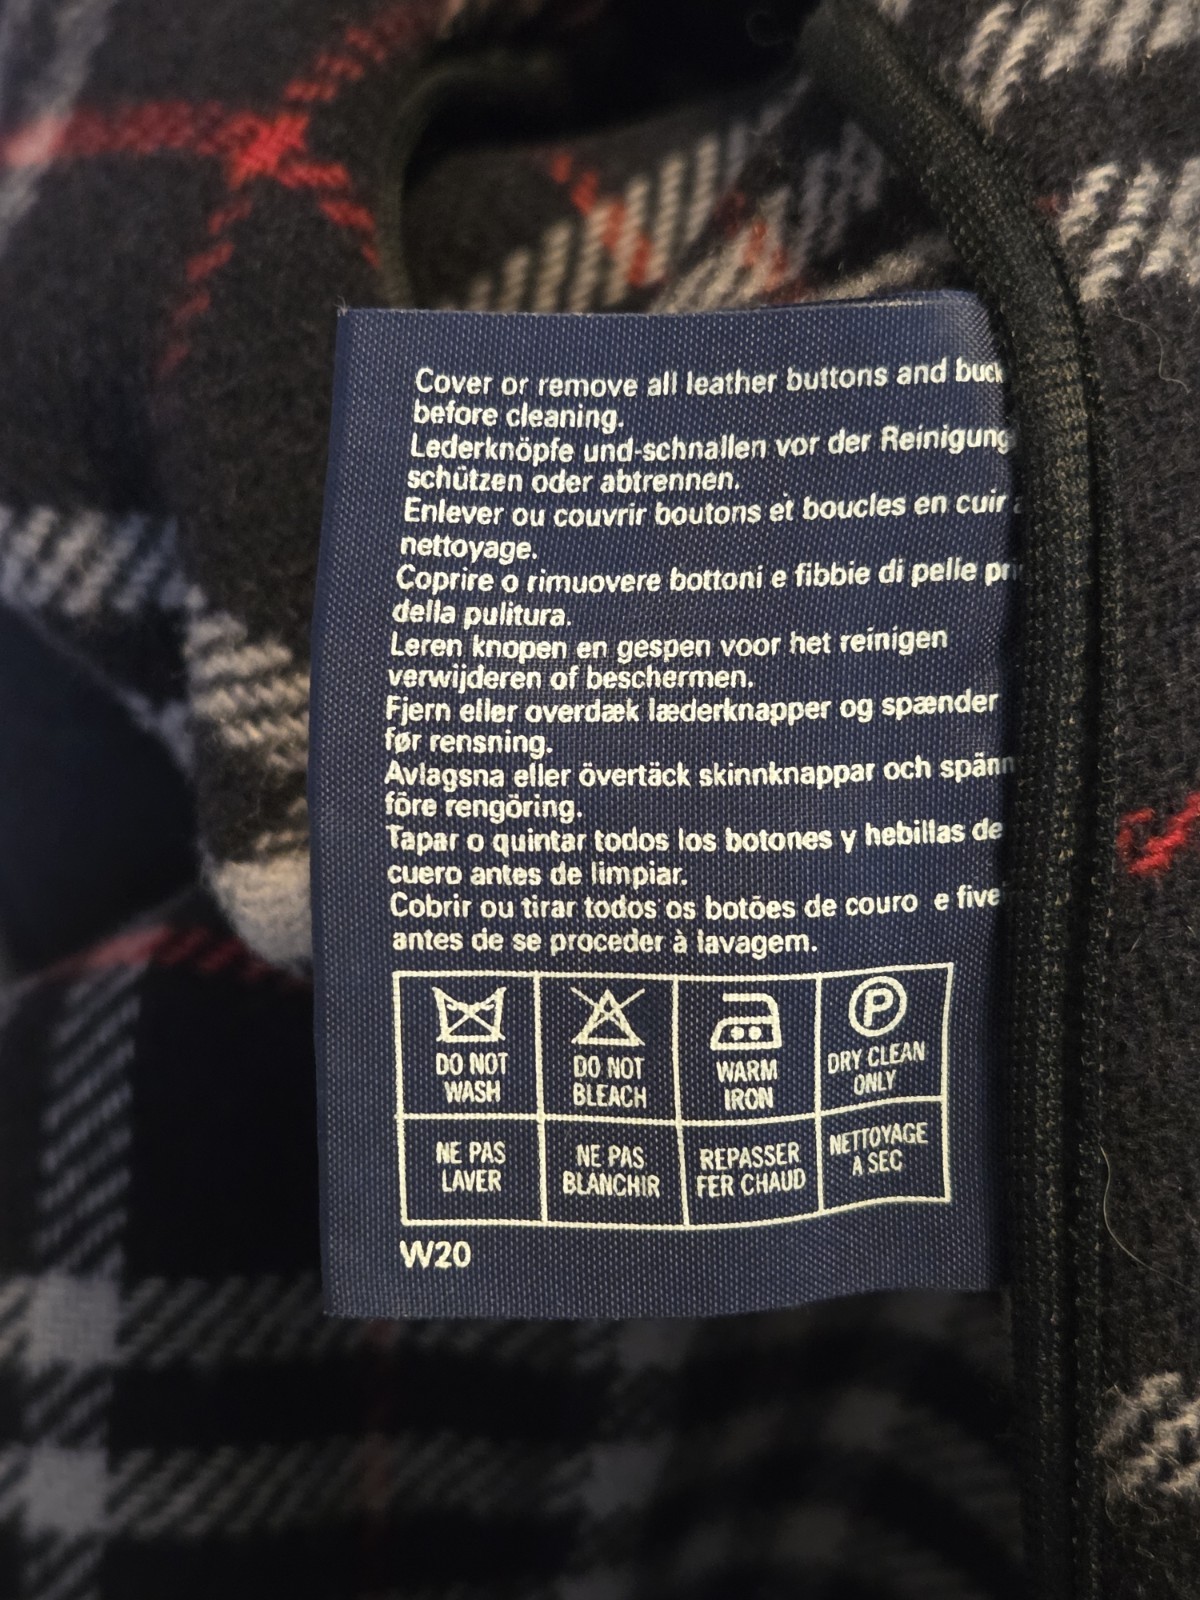 Cover or remove all leather buttons and
before cleaning.
Lederknöpfe und-schnallen vor der Reinigung
schützen oder abtrennen.
Enlever ou couvrir boutons et boucles en cuir
nettoyage.
Coprire o rimuovere bottoni e fibbie di pelle
della pulitura.
Leren knopen en gespen voor het reinigen
verwijderen of beschermen.
Fjern eller overdæk læderknapper og spænder
før rensning.
Avlagsna eller övertäck skinnknappar och
före rengöring.
Tapar o quintar todos los botones y hebillas de
cuero antes de limpiar.
Cobrir ou tirar todos os botões de couro e
antes de se proceder à lavagem.
P
DO NOT WASH
DO NOT BLEACH
WARM IRON
DRY CLEAN ONLY
NE PAS LAVER
NE PAS BLANCHIR
REPASSER FER CHAUD
NETTOYAGE A SEC
W20